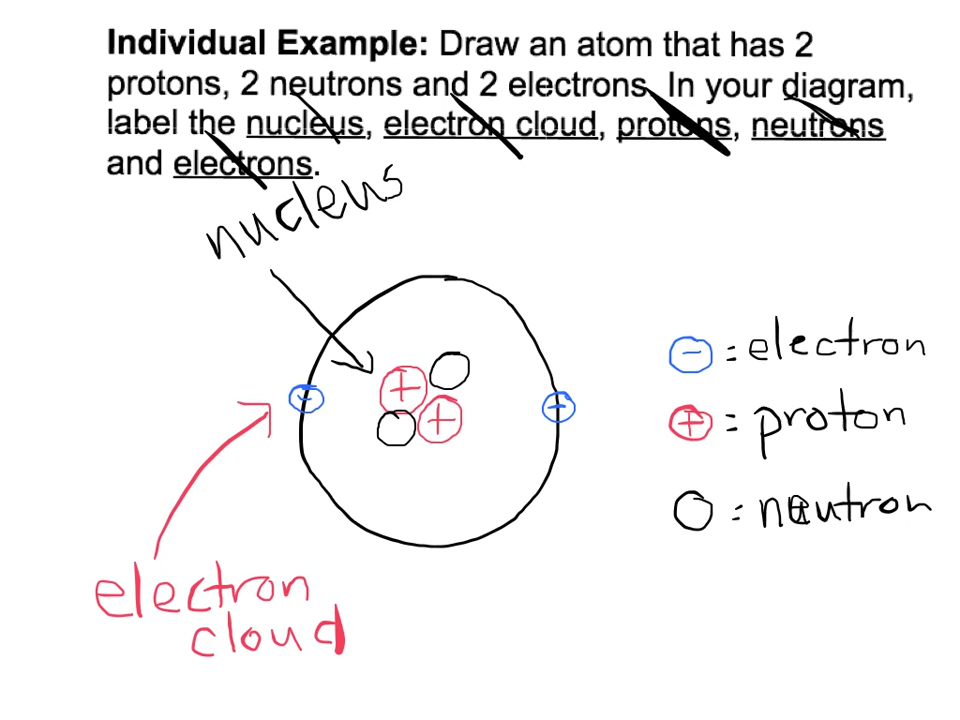 Individual Example: Draw an atom that has 2
protons, 2 neutrons and 2 electrons. In your diagram,
label the nucleus, electron cloud, protons, neutrons
and electrons.
nucleus
- = electron
+ = proton
= neutron
+ +
- -
electron
cloud